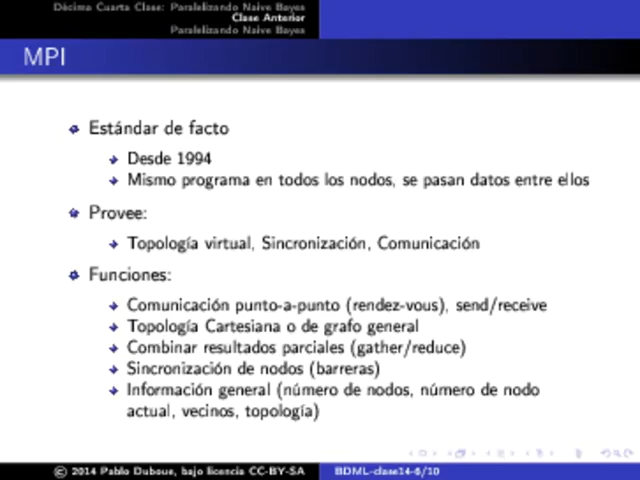 Décima Cuarta Clase: Paralelizando Naive Bayes
Clase Anterior
Paralelizando Naive Bayes
MPI
Estándar de facto
Desde 1994
Mismo programa en todos los nodos, se pasan datos entre ellos
Provee:
Topología virtual, Sincronización, Comunicación
Funciones:
Comunicación punto-a-punto (rendez-vous), send/receive
Topología Cartesiana o de grafo general
Combinar resultados parciales (gather/reduce)
Sincronización de nodos (barreras)
Información general (número de nodos, número de nodo
actual, vecinos, topología)
© 2014 Pablo Duboue, bajo licencia CC-BY-SA
BDML-clase14-6/10